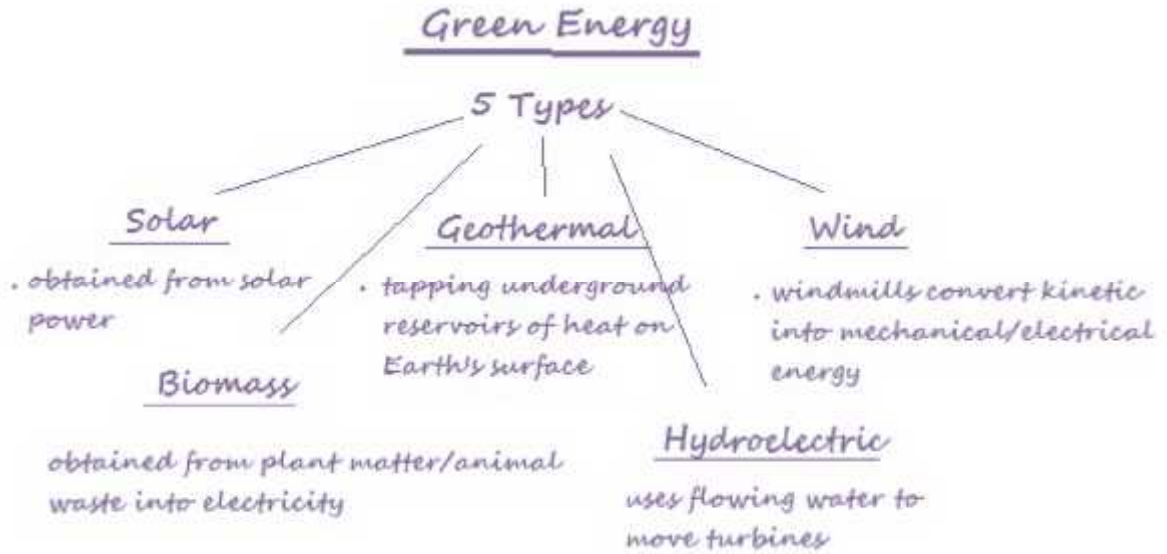 Green Energy
5 Types
Solar
. obtained from solar
power
Geothermal
. tapping underground
reservoirs of heat on
Earth's surface
Wind
. windmills convert kinetic
into mechanical/electrical
energy
Biomass
obtained from plant matter/animal
waste into electricity
Hydroelectric
uses flowing water to
move turbines